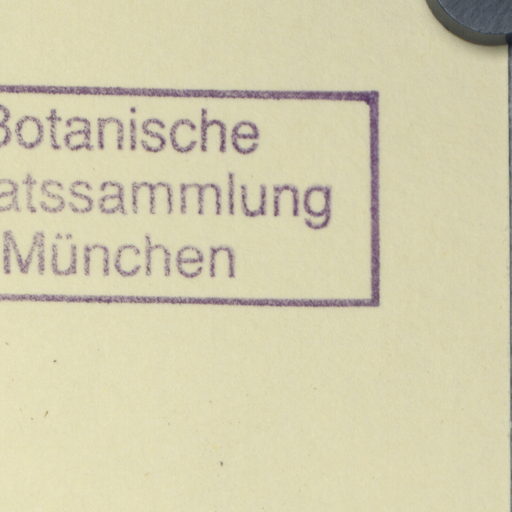 Botanische
atssammlung
München